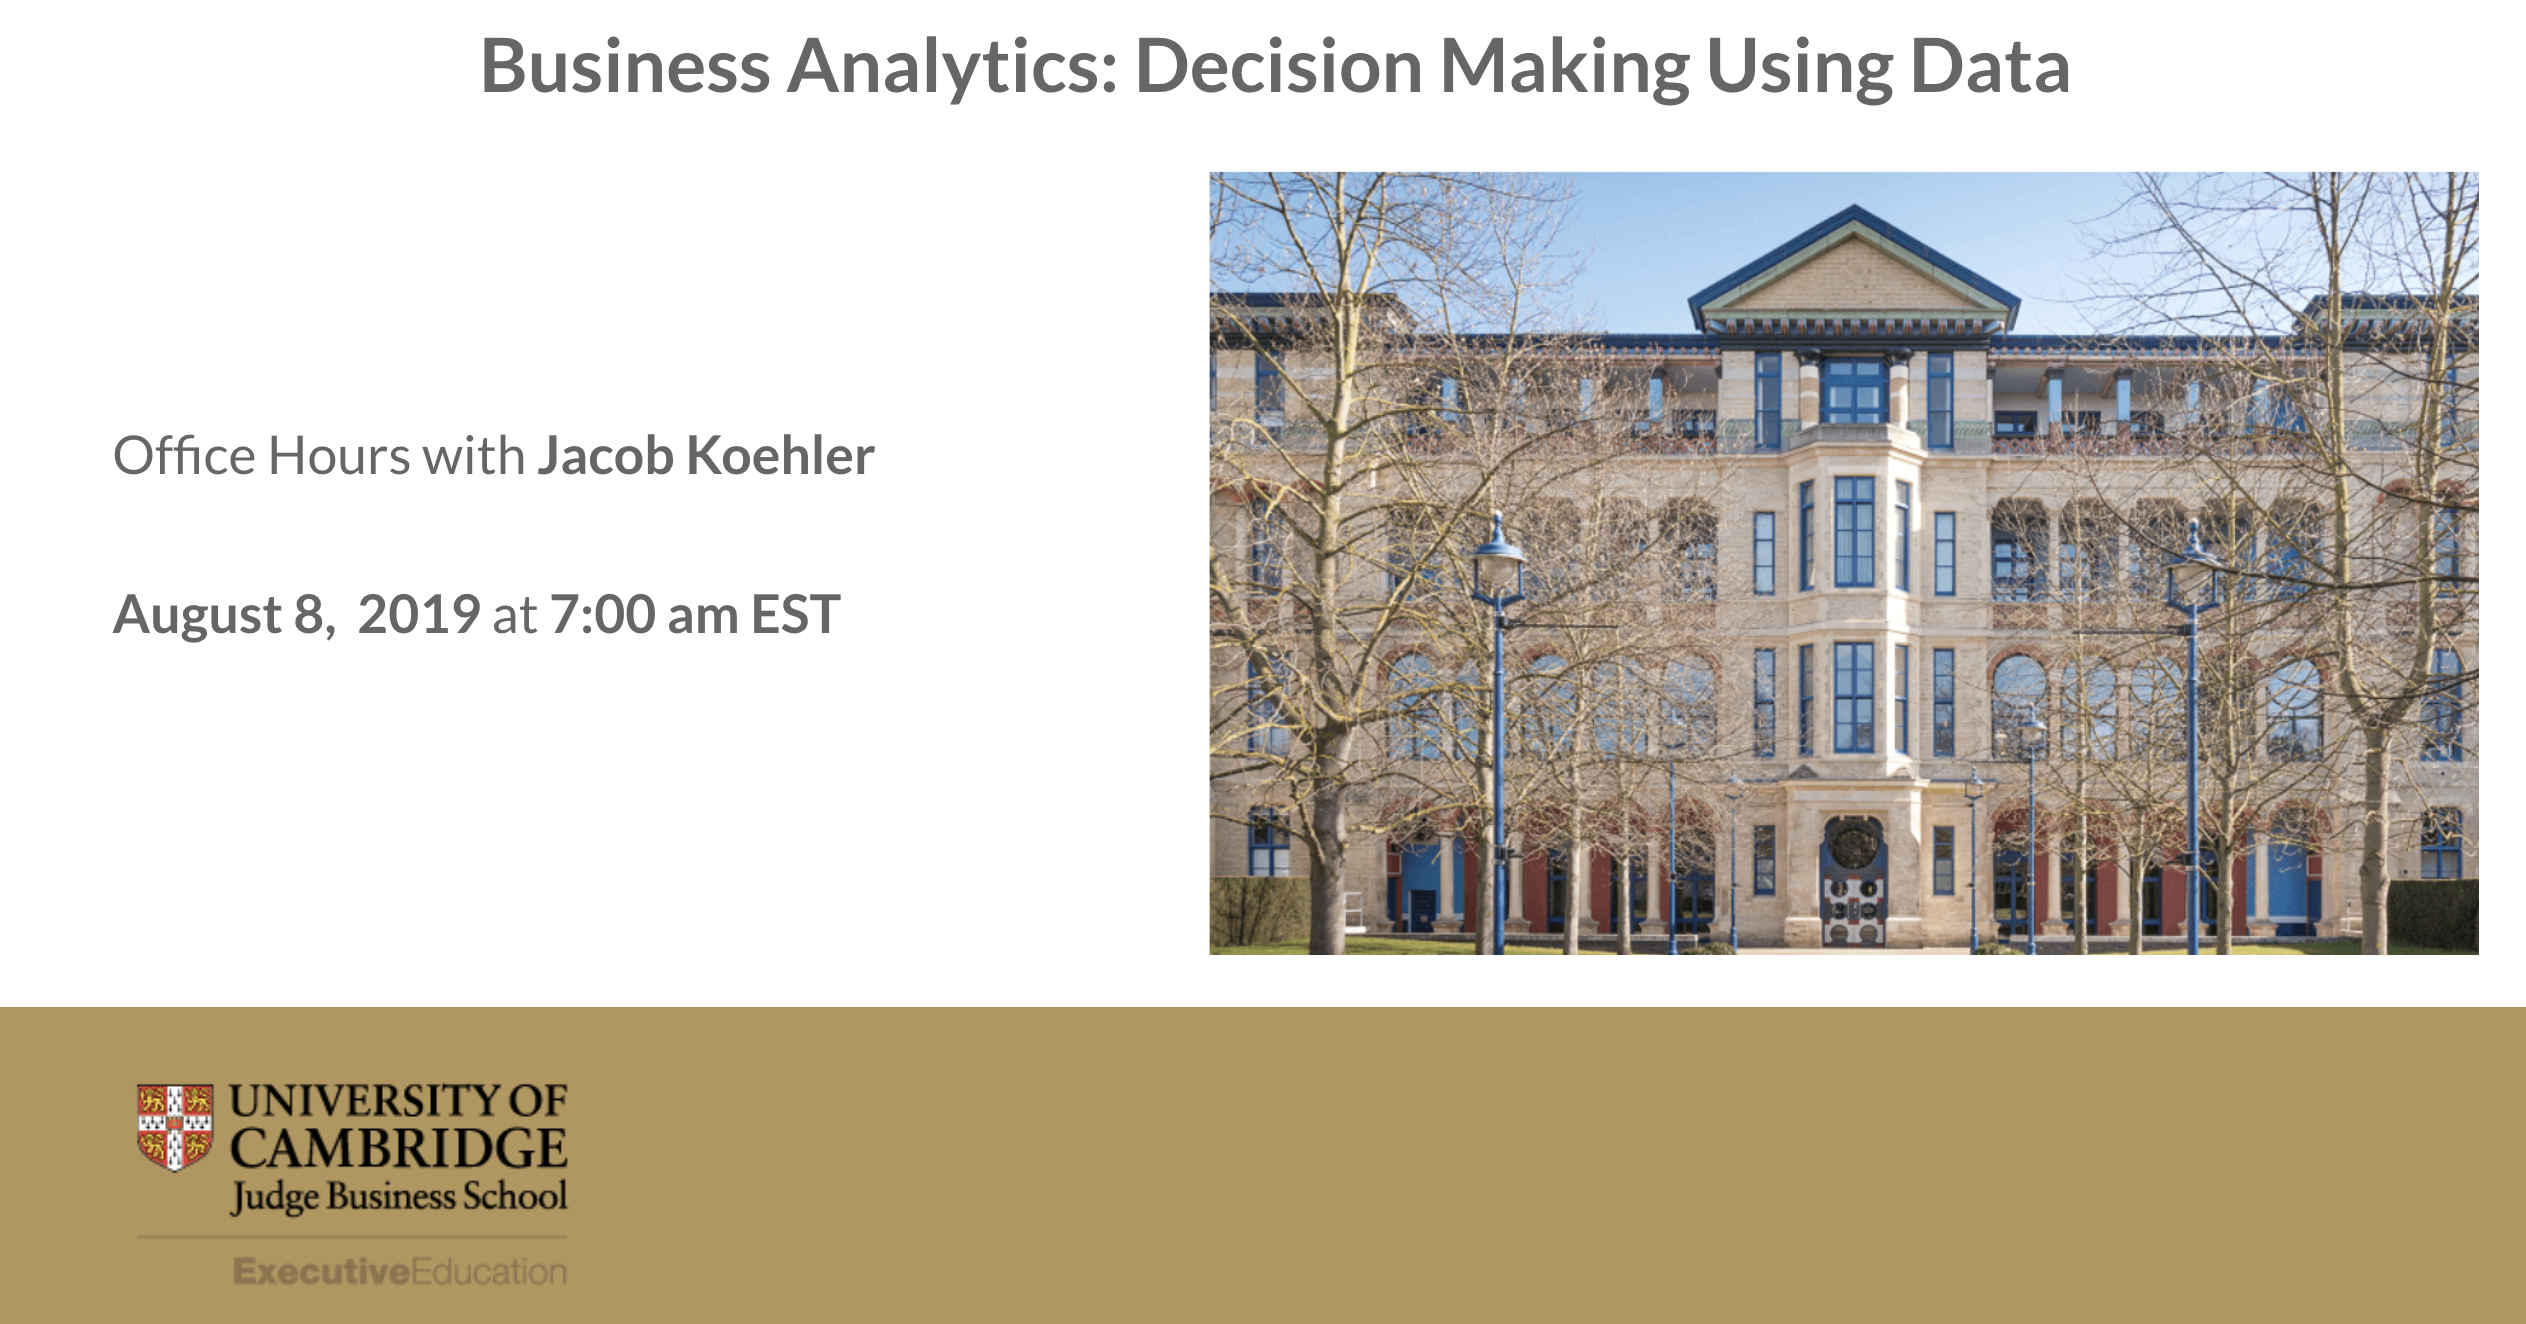 Business Analytics: Decision Making Using Data
Office Hours with Jacob Koehler
August 8, 2019 at 7:00 am EST
UNIVERSITY OF
CAMBRIDGE
Judge Business School
ExecutiveEducation